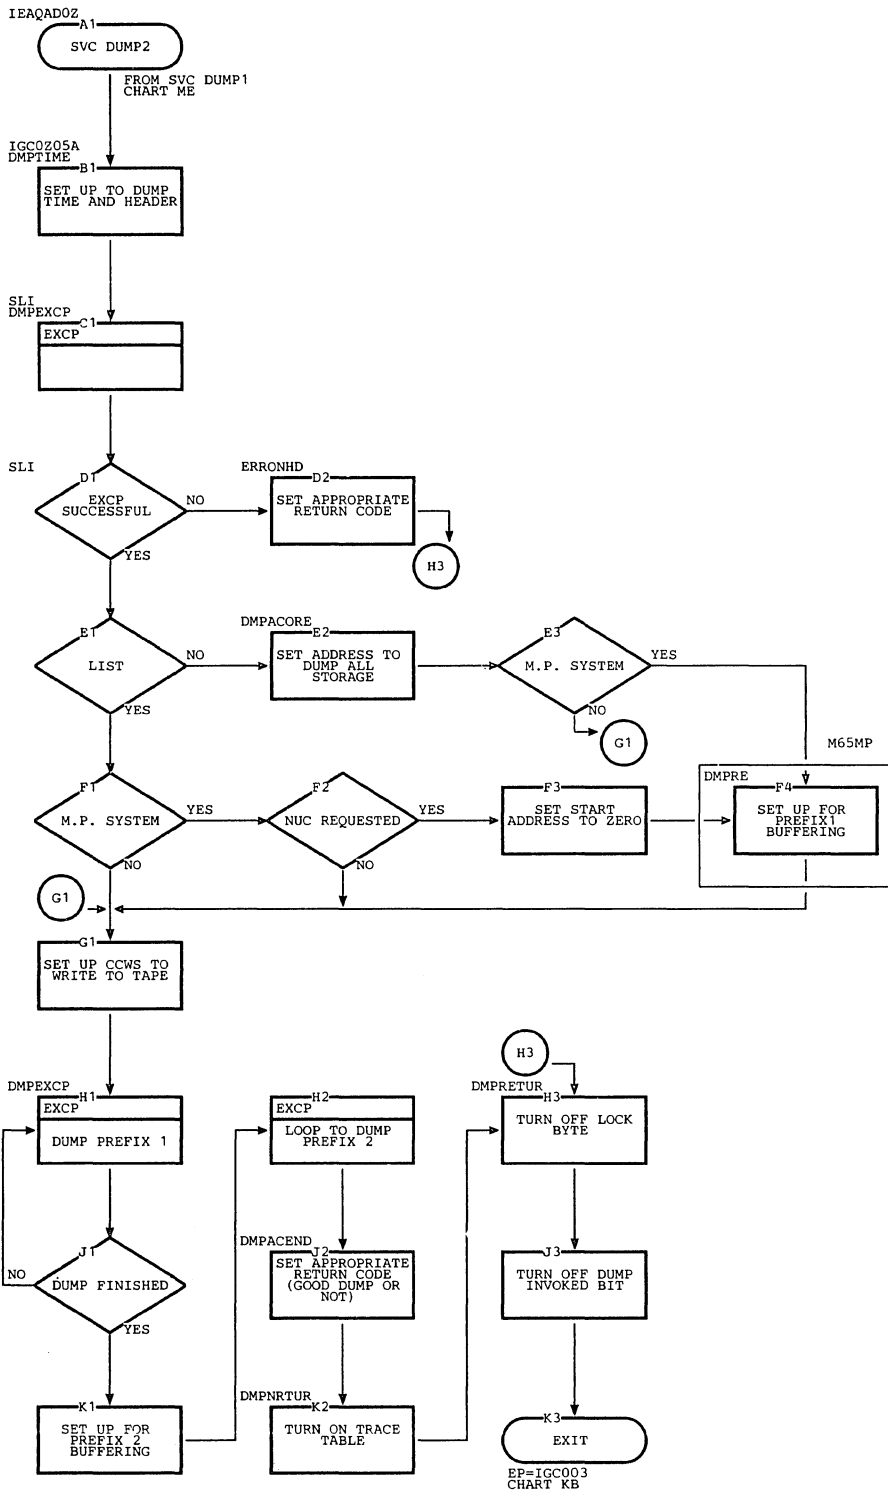 IEAQAD0Z
A1
SVC DUMP2
FROM SVC DUMP1
CHART ME
IGC0Z05A
DMPTIME
B1
SET UP TO DUMP
TIME AND HEADER
SLI
DMPEXCP
C1
EXCP
SLI
D1
EXCP
SUCCESSFUL
NO
YES
ERRONHD
D2
SET APPROPRIATE
RETURN CODE
H3
E1
LIST
NO
YES
DMPACORE
E2
SET ADDRESS TO
DUMP ALL
STORAGE
E3
M.P. SYSTEM
YES
NO
G1
M65MP
F1
M.P. SYSTEM
YES
NO
F2
NUC REQUESTED
YES
NO
F3
SET START
ADDRESS TO ZERO
DMPRE
F4
SET UP FOR
PREFIX1
BUFFERING
G1
G1
SET UP CCWS TO
WRITE TO TAPE
DMPEXCP
H1
EXCP
DUMP PREFIX 1
H2
EXCP
LOOP TO DUMP
PREFIX 2
H3
DMPRETUR
H3
TURN OFF LOCK
BYTE
J1
DUMP FINISHED
NO
YES
DMPACEND
J2
SET APPROPRIATE
RETURN CODE
(GOOD DUMP OR
NOT)
J3
TURN OFF DUMP
INVOKED BIT
K1
SET UP FOR
PREFIX 2
BUFFERING
DMPNRTUR
K2
TURN ON TRACE
TABLE
K3
EXIT
EP=IGC003
CHART KB